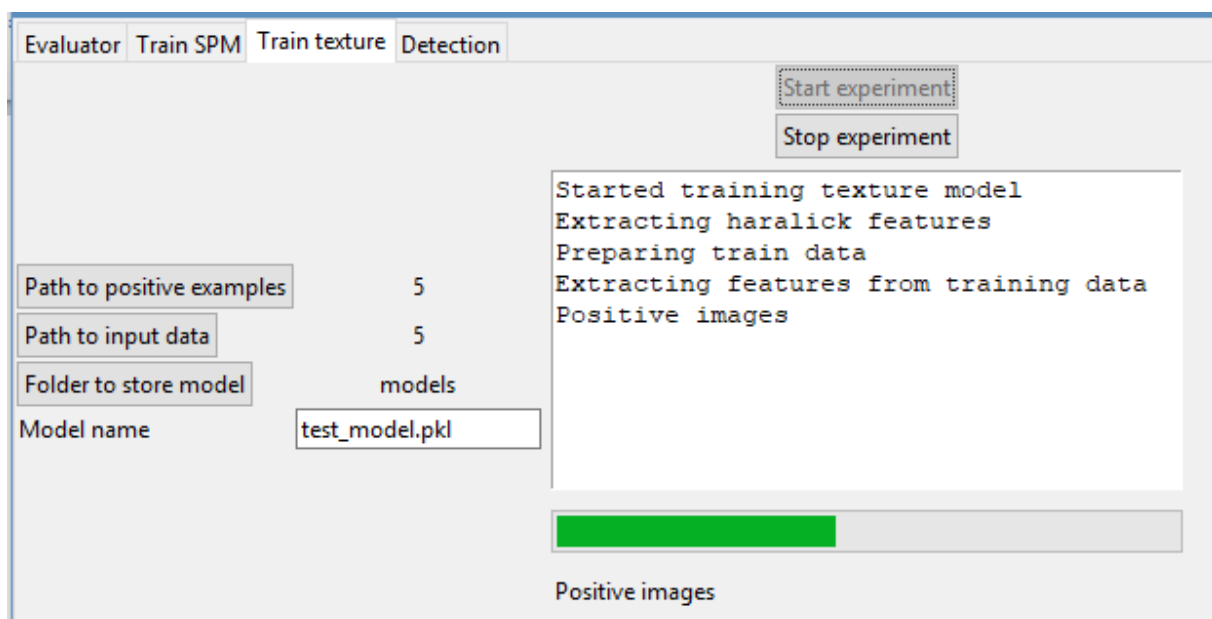 Evaluator Train SPM Train texture Detection
Start experiment
Stop experiment
Started training texture model
Extracting haralick features
Preparing train data
Extracting features from training data
Positive images
Path to positive examples 5
Path to input data 5
Folder to store model models
Model name test_model.pkl
Positive images